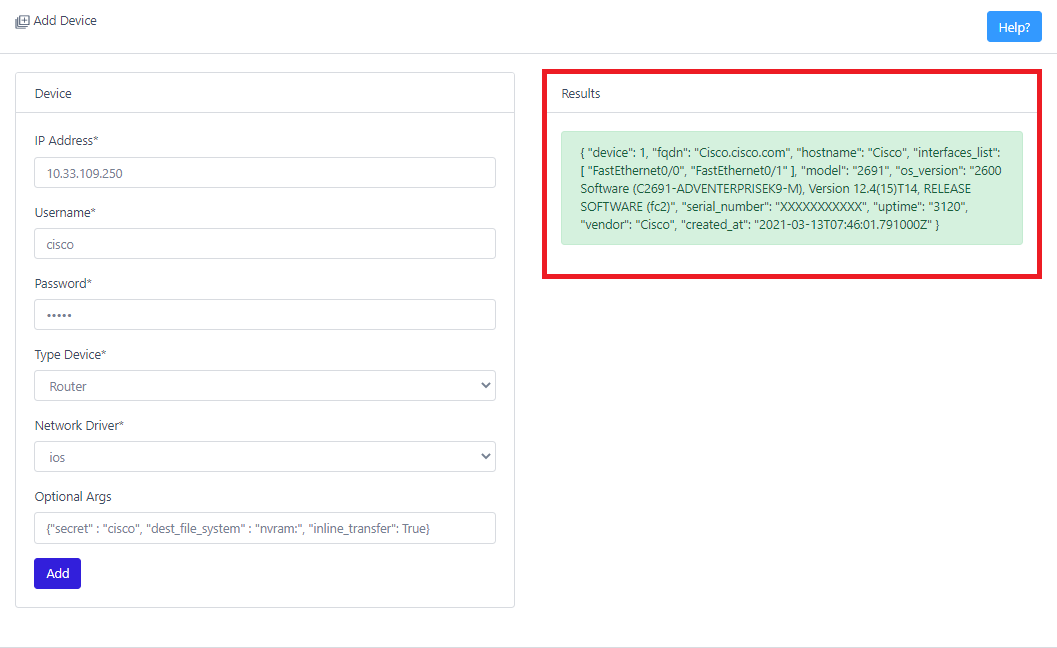 Add Device
Help?
Device
IP Address*
10.33.109.250
Username*
cisco
Password*
•••••
Type Device*
Router
Network Driver*
ios
Optional Args
{"secret" : "cisco", "dest_file_system" : "nvram:", "inline_transfer": True}
Add
Results
{ "device": 1, "fqdn": "Cisco.cisco.com", "hostname": "Cisco", "interfaces_list":
[ "FastEthernet0/0", "FastEthernet0/1" ], "model": "2691", "os_version": "2600
Software (C2691-ADVENTERPRISEK9-M), Version 12.4(15)T14, RELEASE
SOFTWARE (fc2)", "serial_number": "XXXXXXXXXXX", "uptime": "3120",
"vendor": "Cisco", "created_at": "2021-03-13T07:46:01.791000Z" }